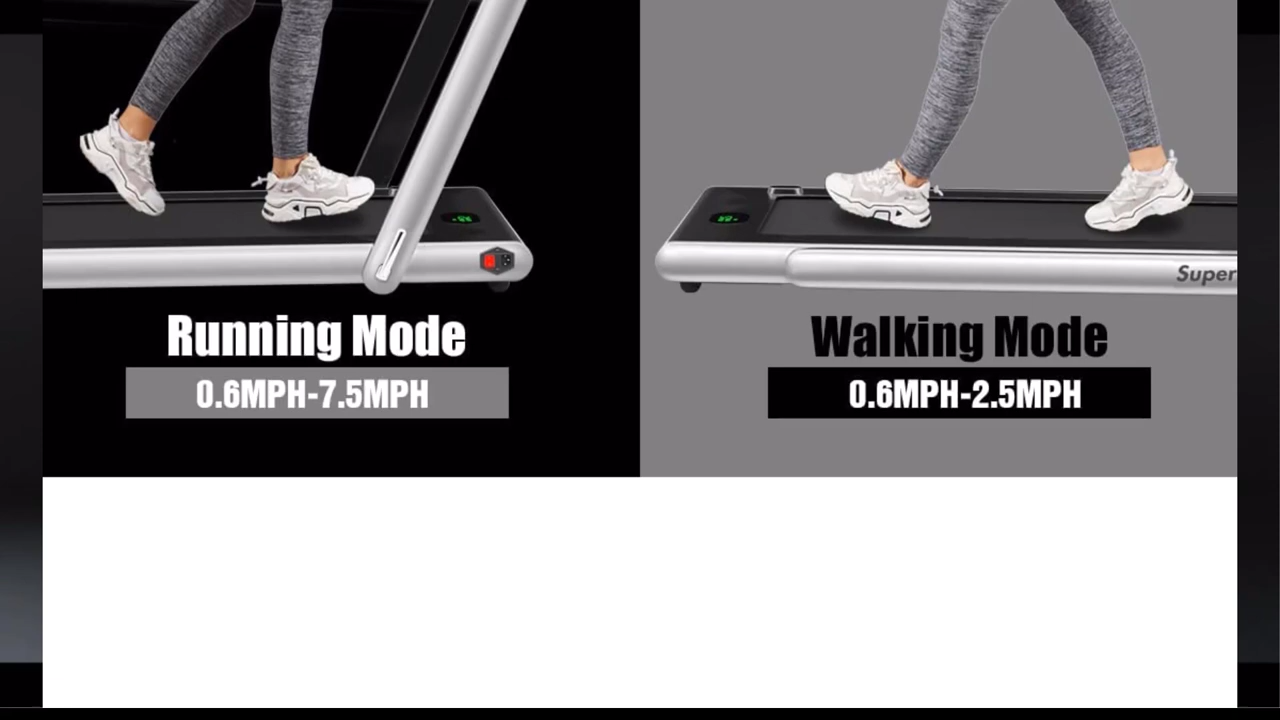 Super
Running Mode
0.6MPH-7.5MPH
Walking Mode
0.6MPH-2.5MPH